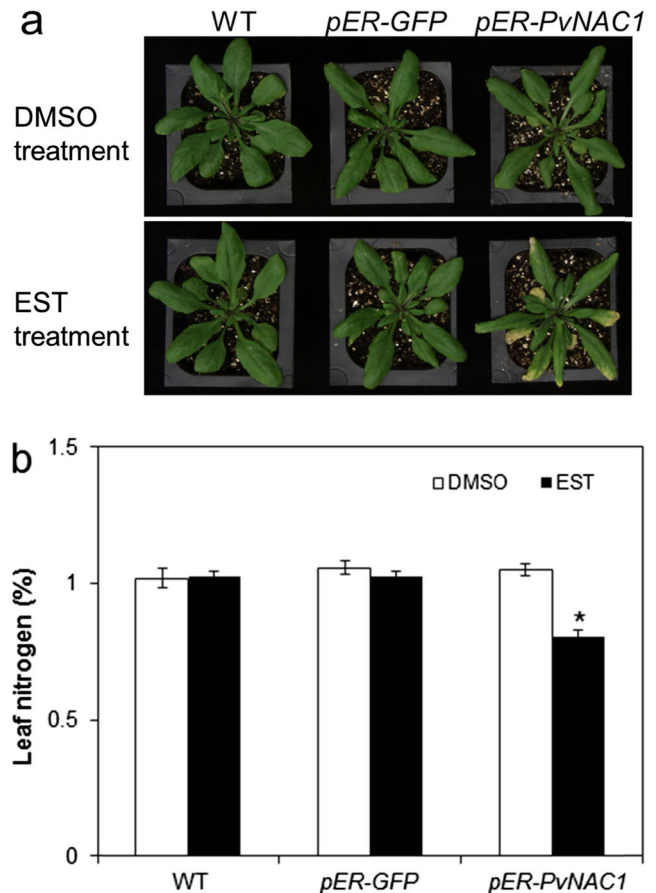 a
WT pER-GFP pER-PvNAC1
DMSO
treatment
EST
treatment
b
1.5
DMSO EST
1
*
0.5
0
Leaf nitrogen (%)
WT pER-GFP pER-PvNAC1